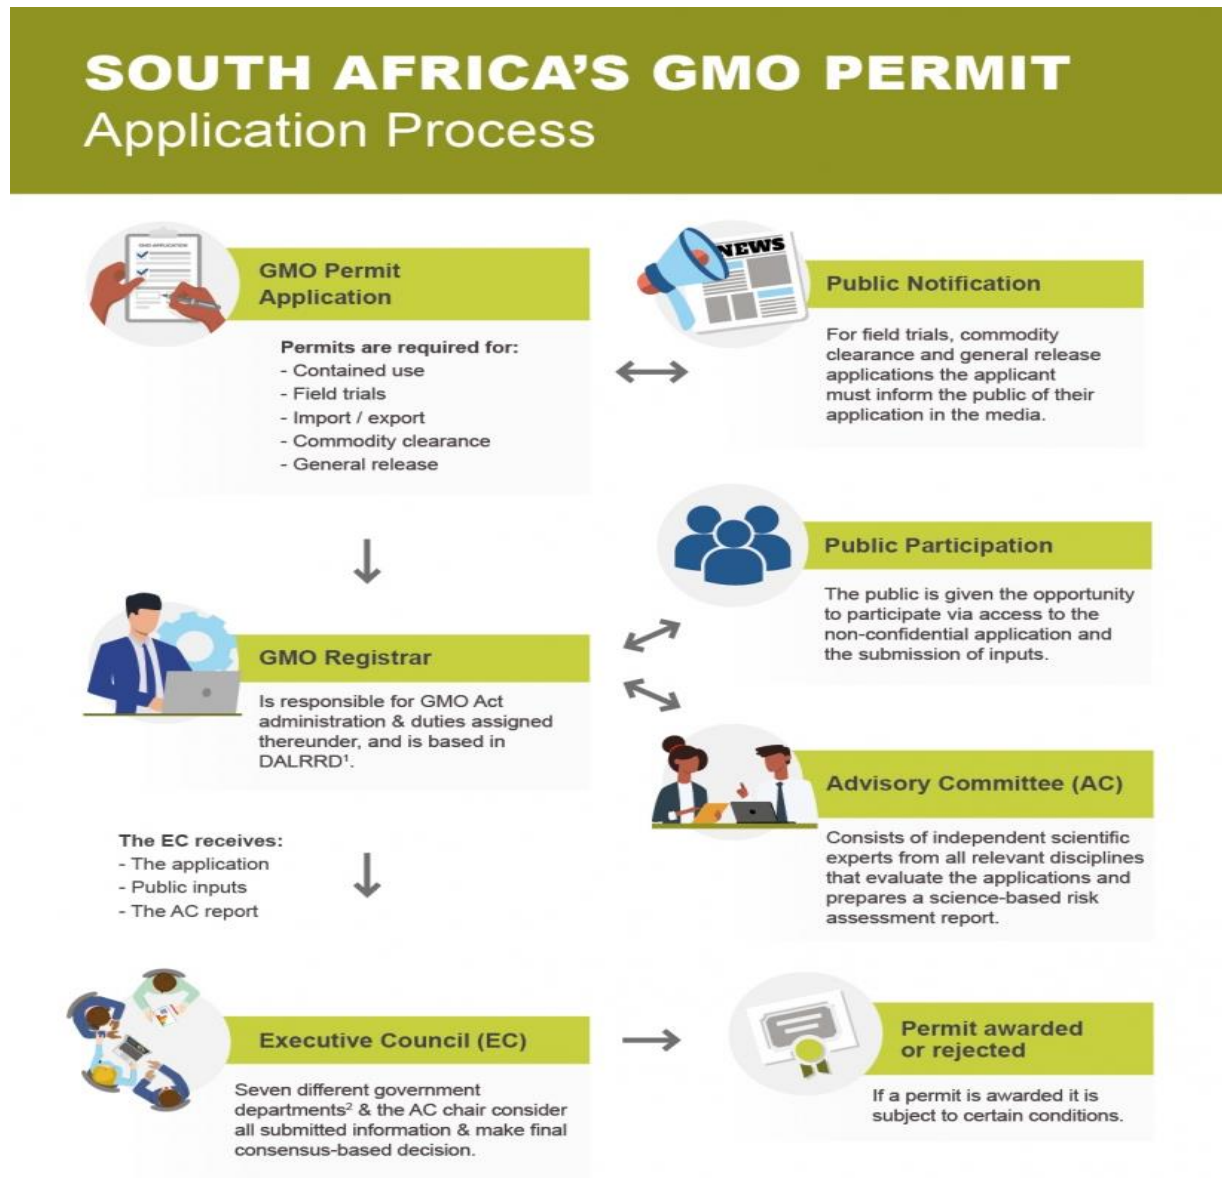 SOUTH AFRICA'S GMO PERMIT
Application Process
GMO APPLICATION
GMO Permit
Application
Permits are required for:
- Contained use
- Field trials
- Import / export
- Commodity clearance
- General release
NEWS
Public Notification
For field trials, commodity
clearance and general release
applications the applicant
must inform the public of their
application in the media.
Public Participation
The public is given the opportunity
to participate via access to the
non-confidential application and
the submission of inputs.
GMO Registrar
Is responsible for GMO Act
administration & duties assigned
thereunder, and is based in
DALRRD¹.
Advisory Committee (AC)
Consists of independent scientific
experts from all relevant disciplines
that evaluate the applications and
prepares a science-based risk
assessment report.
The EC receives:
- The application
- Public inputs
- The AC report
Executive Council (EC)
Seven different government
departments² & the AC chair consider
all submitted information & make final
consensus-based decision.
Permit awarded
or rejected
If a permit is awarded it is
subject to certain conditions.